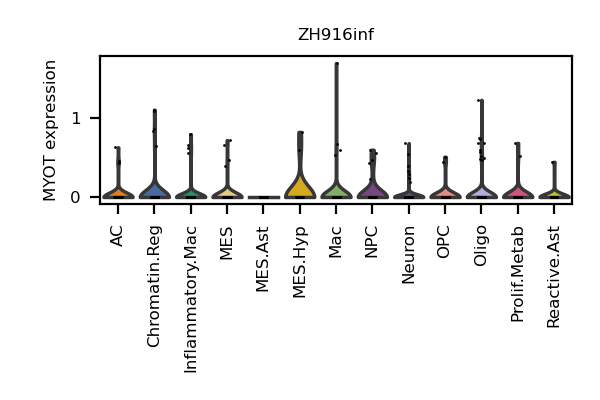 ZH916inf
MYOT expression
1
0
AC
Chromatin.Reg
Inflammatory.Mac
MES
MES.Ast
MES.Hyp
Mac
NPC
Neuron
OPC
Oligo
Prolif.Metab
Reactive.Ast